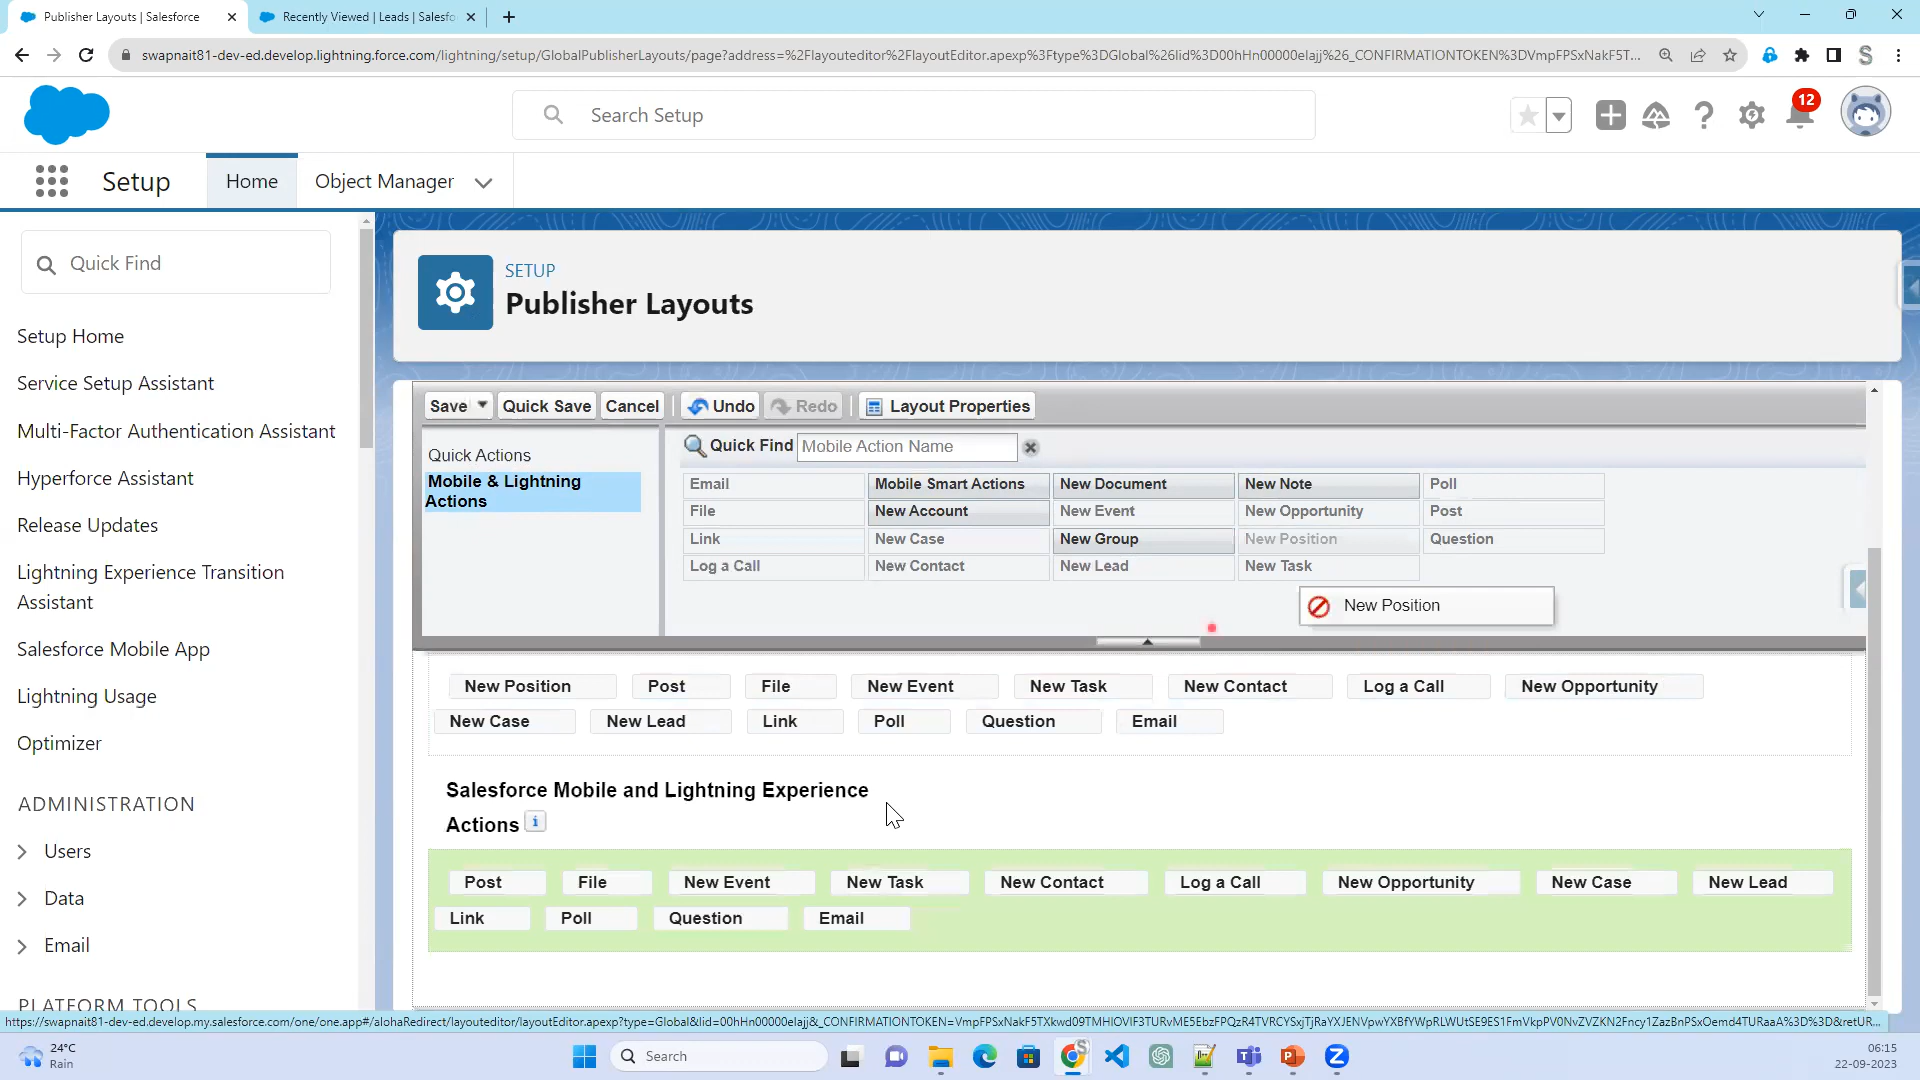 Publisher Layouts | Salesforce
Recently Viewed | Leads | Salesfo
swapnait81-dev-ed.develop.lightning.force.com/lightning/setup/GlobalPublisherLayouts/page?address=%2Flayouteditor%2FlayoutEditor.apexp%3Ftype%3DGlobal%26lid%3D00hHn00000elajj%26_CONFIRMATIONTOKEN%3DVmpFPSxNakF5T...
Search Setup
12
Setup
Home
Object Manager
Quick Find
Setup Home
Service Setup Assistant
Multi-Factor Authentication Assistant
Hyperforce Assistant
Release Updates
Lightning Experience Transition
Assistant
Salesforce Mobile App
Lightning Usage
Optimizer
ADMINISTRATION
Users
Data
Email
PLATFORM TOOLS
SETUP
Publisher Layouts
Save Quick Save Cancel Undo Redo Layout Properties
Quick Actions
Mobile & Lightning
Actions
Quick Find Mobile Action Name
Email Mobile Smart Actions New Document New Note Poll
File New Account New Event New Opportunity Post
Link New Case New Group New Position Question
Log a Call New Contact New Lead New Task
New Position
New Position Post File New Event New Task New Contact Log a Call New Opportunity
New Case New Lead Link Poll Question Email
Salesforce Mobile and Lightning Experience
Actions i
Post File New Event New Task New Contact Log a Call New Opportunity New Case New Lead
Link Poll Question Email
24°C
Rain
Search
06:15
22-09-2023